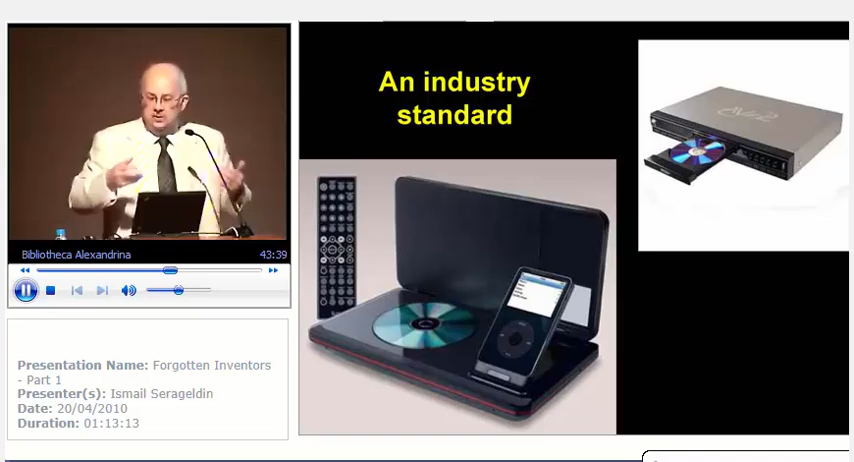 An industry
standard
Bibliotheca Alexandrina 43:39
Presentation Name: Forgotten Inventors
- Part 1
Presenter(s): Ismail Serageldin
Date: 20/04/2010
Duration: 01:13:13